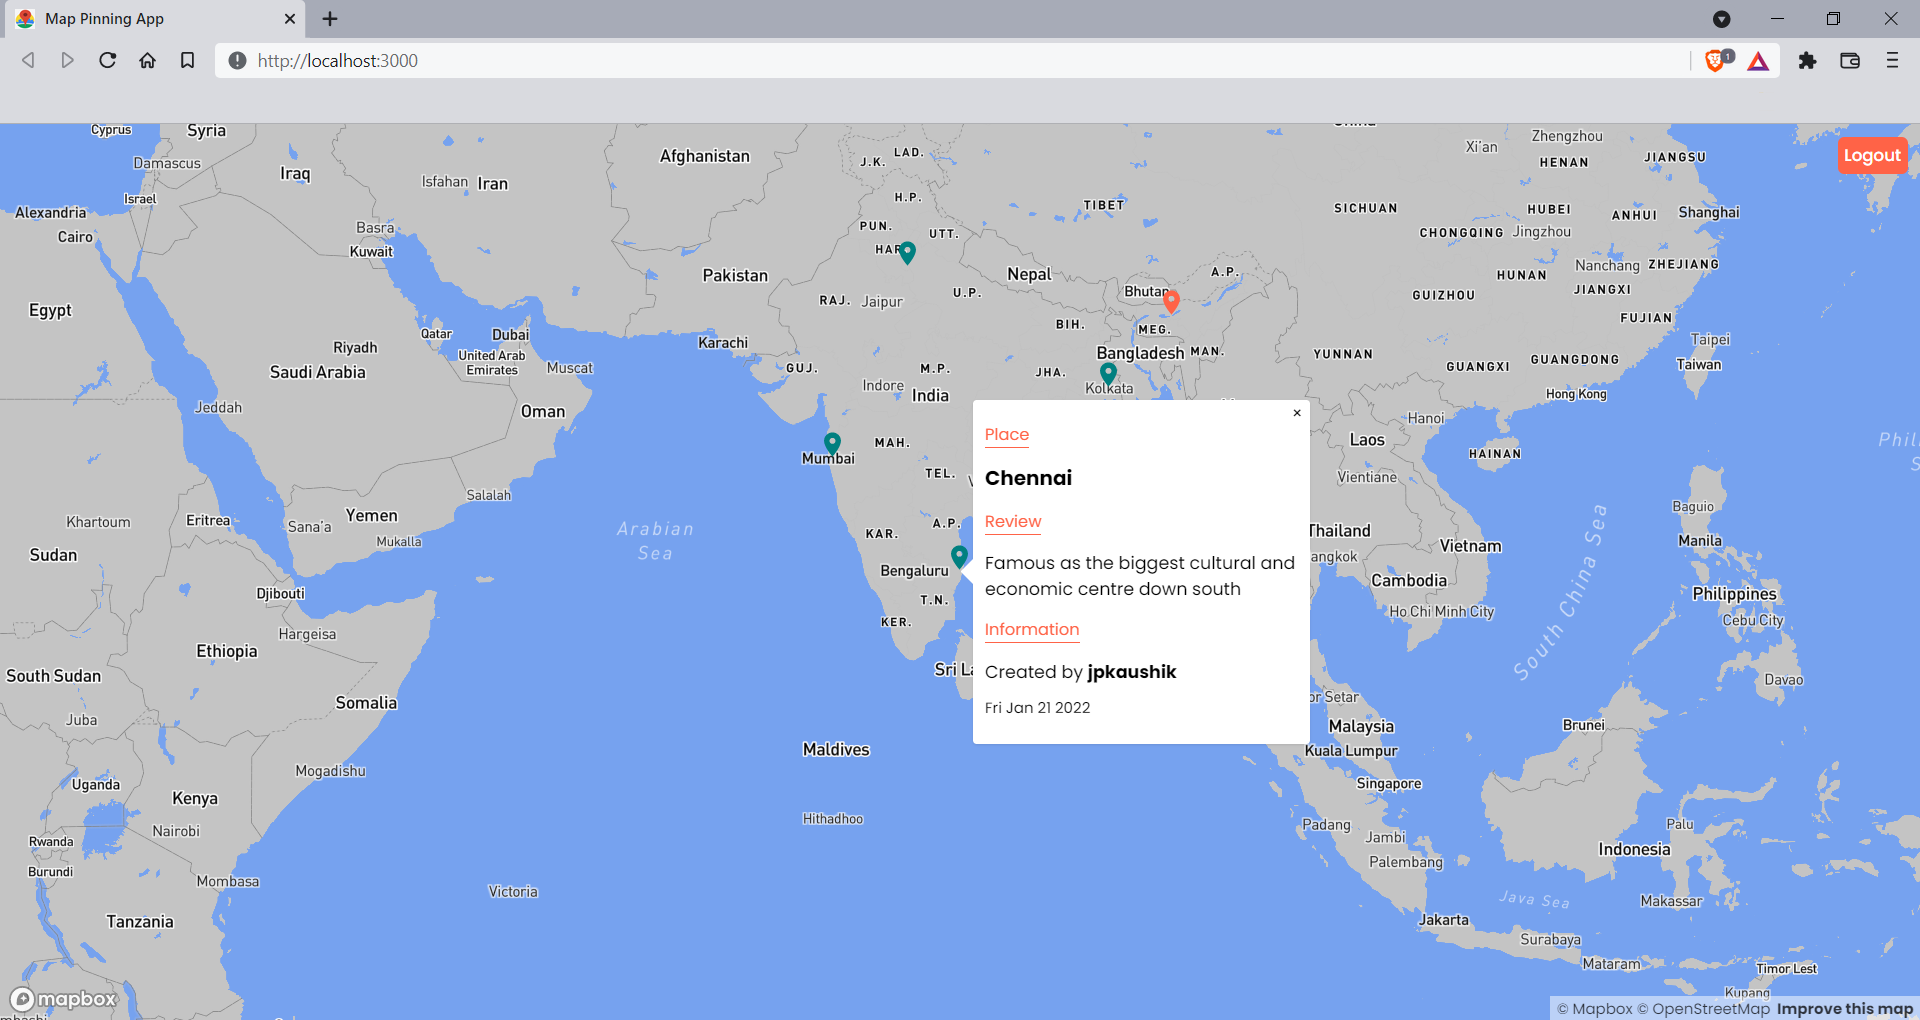 Map Pinning App
http://localhost:3000
1
Logout
Cyprus
Syria
Damascus
Iraq
Israel
Alexandria
Cairo
Isfahan
Iran
Basra
Kuwait
Afghanistan
J.K.
LAD.
H.P.
PUN.
UTT.
HAR
Pakistan
Nepal
TIBET
A.P.
Bhutan
RAJ.
Jaipur
U.P.
BIH.
MEG.
Bangladesh
MAN.
Egypt
Qatar
Dubai
United Arab
Emirates
Riyadh
Saudi Arabia
Muscat
Karachi
GUJ.
M.P.
JHA.
Indore
India
Kolkata
Jeddah
Oman
MAH.
Mumbai
TEL.
Salalah
Khartoum
Eritrea
Sana'a
Yemen
Mukalla
Sudan
Arabian
Sea
KAR.
A.P.
Bengaluru
T.N.
KER.
Sri L
Djibouti
Hargeisa
Ethiopia
South Sudan
Juba
Somalia
Mogadishu
Uganda
Kenya
Nairobi
Rwanda
Burundi
Mombasa
Tanzania
Victoria
Maldives
Hithadhoo
×
Place
Chennai
Review
Famous as the biggest cultural and
economic centre down south
Information
Created by jpkaushik
Fri Jan 21 2022
Xi'an
Zhengzhou
HENAN
JIANGSU
SICHUAN
HUBEI
ANHUI
Shanghai
CHONGQING
Jingzhou
HUNAN
Nanchang
ZHEJIANG
GUIZHOU
JIANGXI
FUJIAN
YUNNAN
GUANGXI
GUANGDONG
Taipei
Taiwan
Hong Kong
Hanoi
Laos
HAINAN
Vientiane
Thailand
angkok
Vietnam
Cambodia
Ho Chi Minh City
South China Sea
Phil
S
Baguio
Manila
Philippines
Cebu City
Davao
or Setar
Malaysia
Kuala Lumpur
Singapore
Brunei
Padang
Jambi
Palembang
Palu
Indonesia
Java Sea
Makassar
Jakarta
Surabaya
Mataram
Timor Lest
Kupang
mapbox
© Mapbox © OpenStreetMap Improve this map